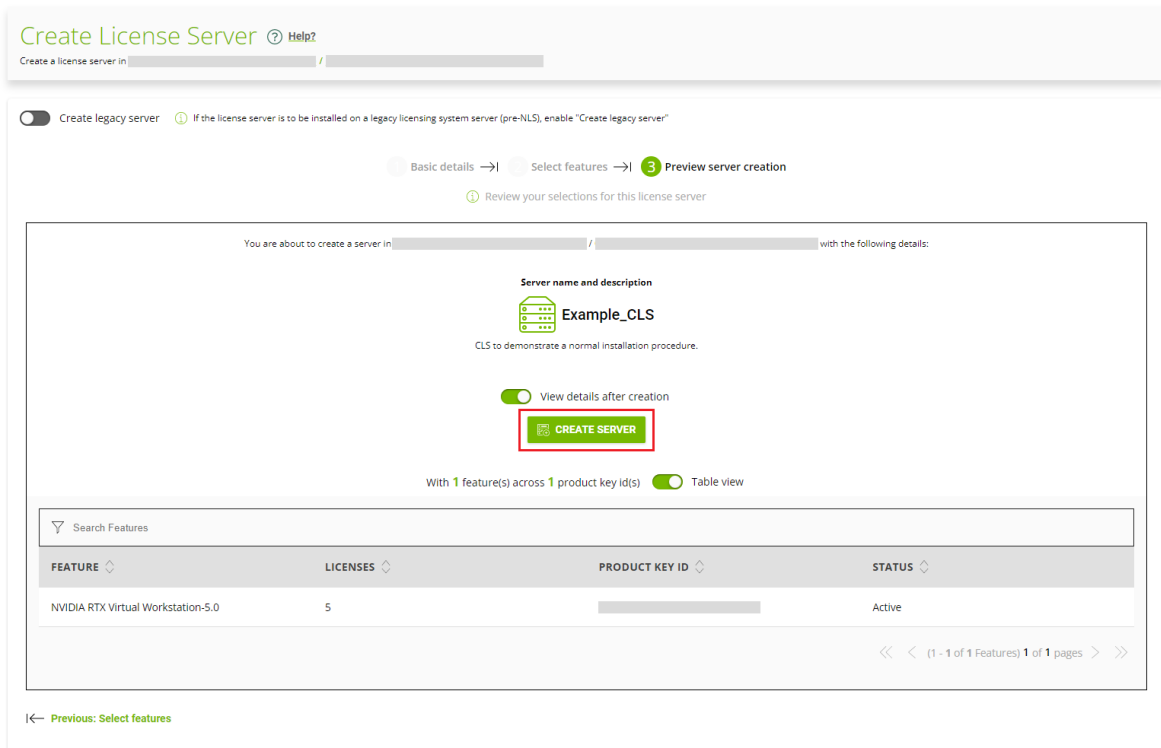 Create License Server ? Help?
Create a license server in /
Create legacy server If the license server is to be installed on a legacy licensing system server (pre-NLS), enable "Create legacy server"
Basic details Select features 3 Preview server creation
Review your selections for this license server
You are about to create a server in / with the following details:
Server name and description
Example_CLS
CLS to demonstrate a normal installation procedure.
View details after creation
CREATE SERVER
With 1 feature(s) across 1 product key id(s) Table view
Search Features
FEATURE LICENSES PRODUCT KEY ID STATUS
NVIDIA RTX Virtual Workstation-5.0 5 Active
(1 - 1 of 1 Features) 1 of 1 pages
Previous: Select features